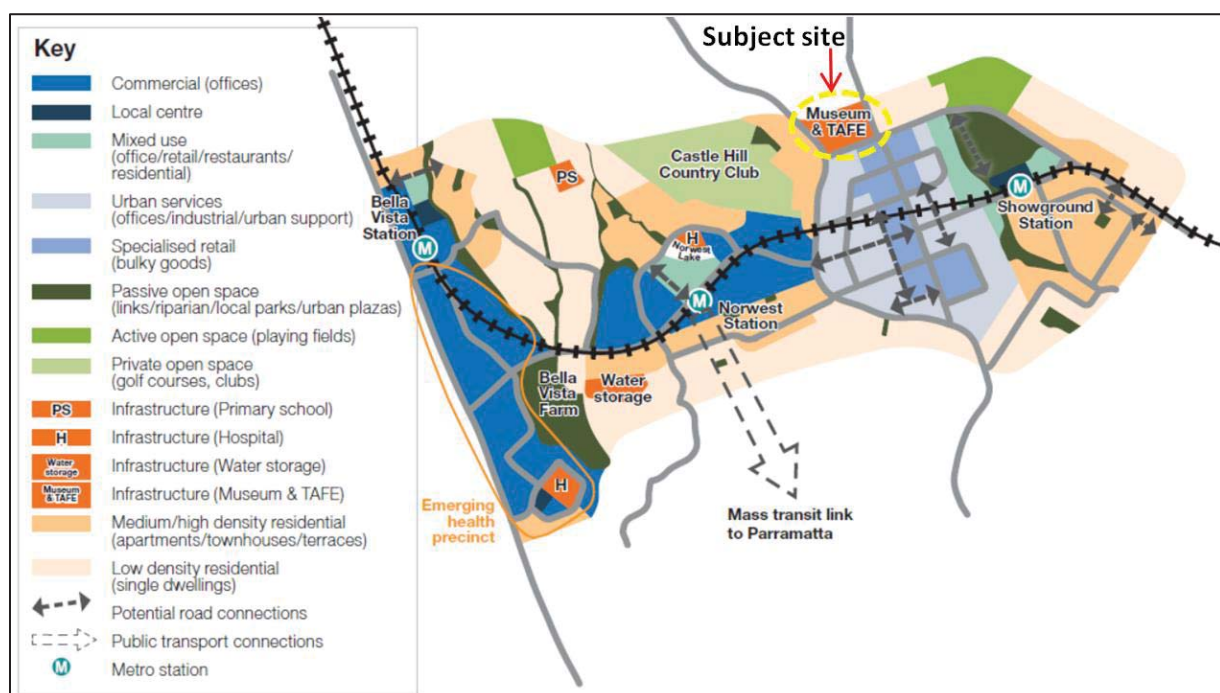 Key
Commercial (offices)
Local centre
Mixed use
(office/retail/restaurants/
residential)
Urban services
(offices/industrial/urban support)
Specialised retail
(bulky goods)
Passive open space
(links/riparian/local parks/urban plazas)
Active open space (playing fields)
Private open space
(golf courses, clubs)
PS
Infrastructure (Primary school)
H
Infrastructure (Hospital)
Water
storage
Infrastructure (Water storage)
Museum
& TAFE
Infrastructure (Museum & TAFE)
Medium/high density residential
(apartments/townhouses/terraces)
Low density residential
(single dwellings)
Potential road connections
Public transport connections
M
Metro station
Subject site
Museum
& TAFE
Castle Hill
Country Club
PS
Bella
Vista
Station
M
H
Norwest
Lake
M
Norwest
Station
M
Showground
Station
Bella
Vista
Farm
Water
storage
H
Emerging
health
precinct
Mass transit link
to Parramatta